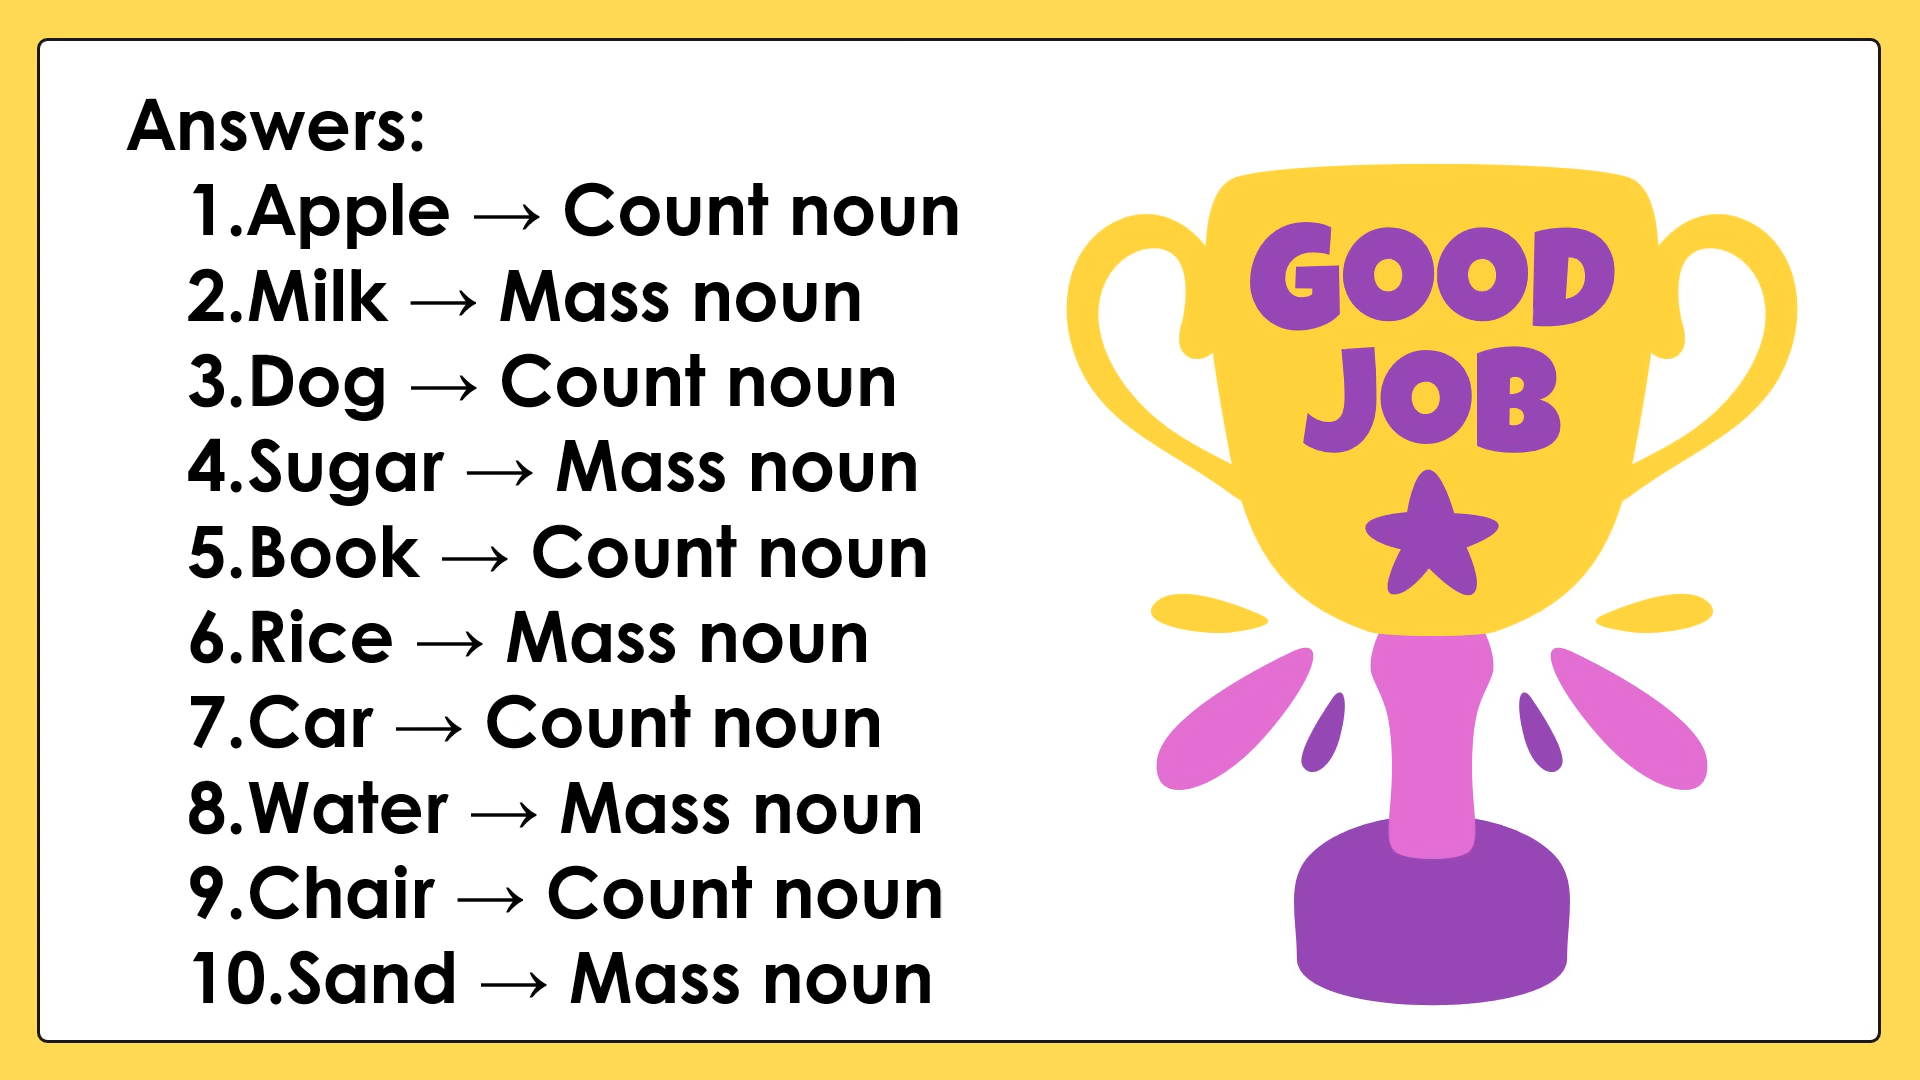 Answers:
1.Apple → Count noun
2.Milk → Mass noun
3.Dog → Count noun
4.Sugar → Mass noun
5.Book → Count noun
6.Rice → Mass noun
7.Car → Count noun
8.Water → Mass noun
9.Chair → Count noun
10.Sand → Mass noun
GOOD
JOB